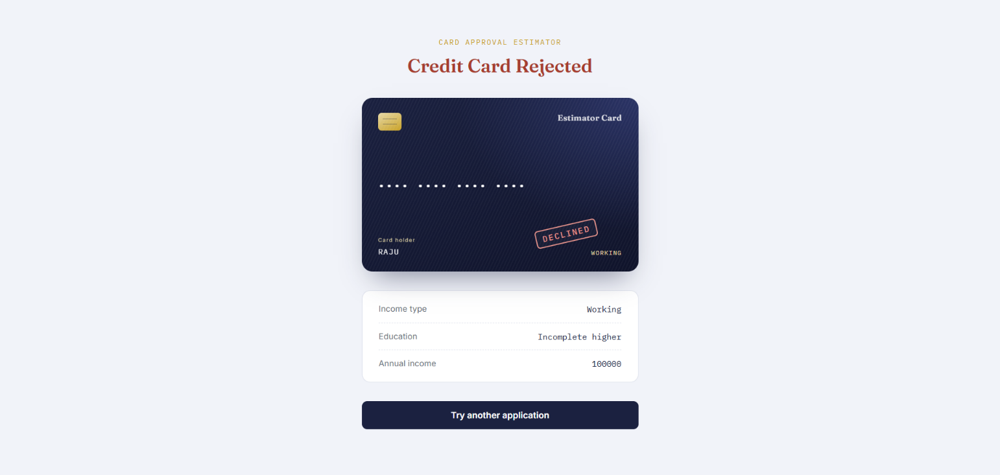 CARD APPROVAL ESTIMATOR
Credit Card Rejected
Estimator Card
•••• •••• •••• ••••
DECLINED
Card holder
RAJU
WORKING
Income type Working
Education Incomplete higher
Annual income 100000
Try another application